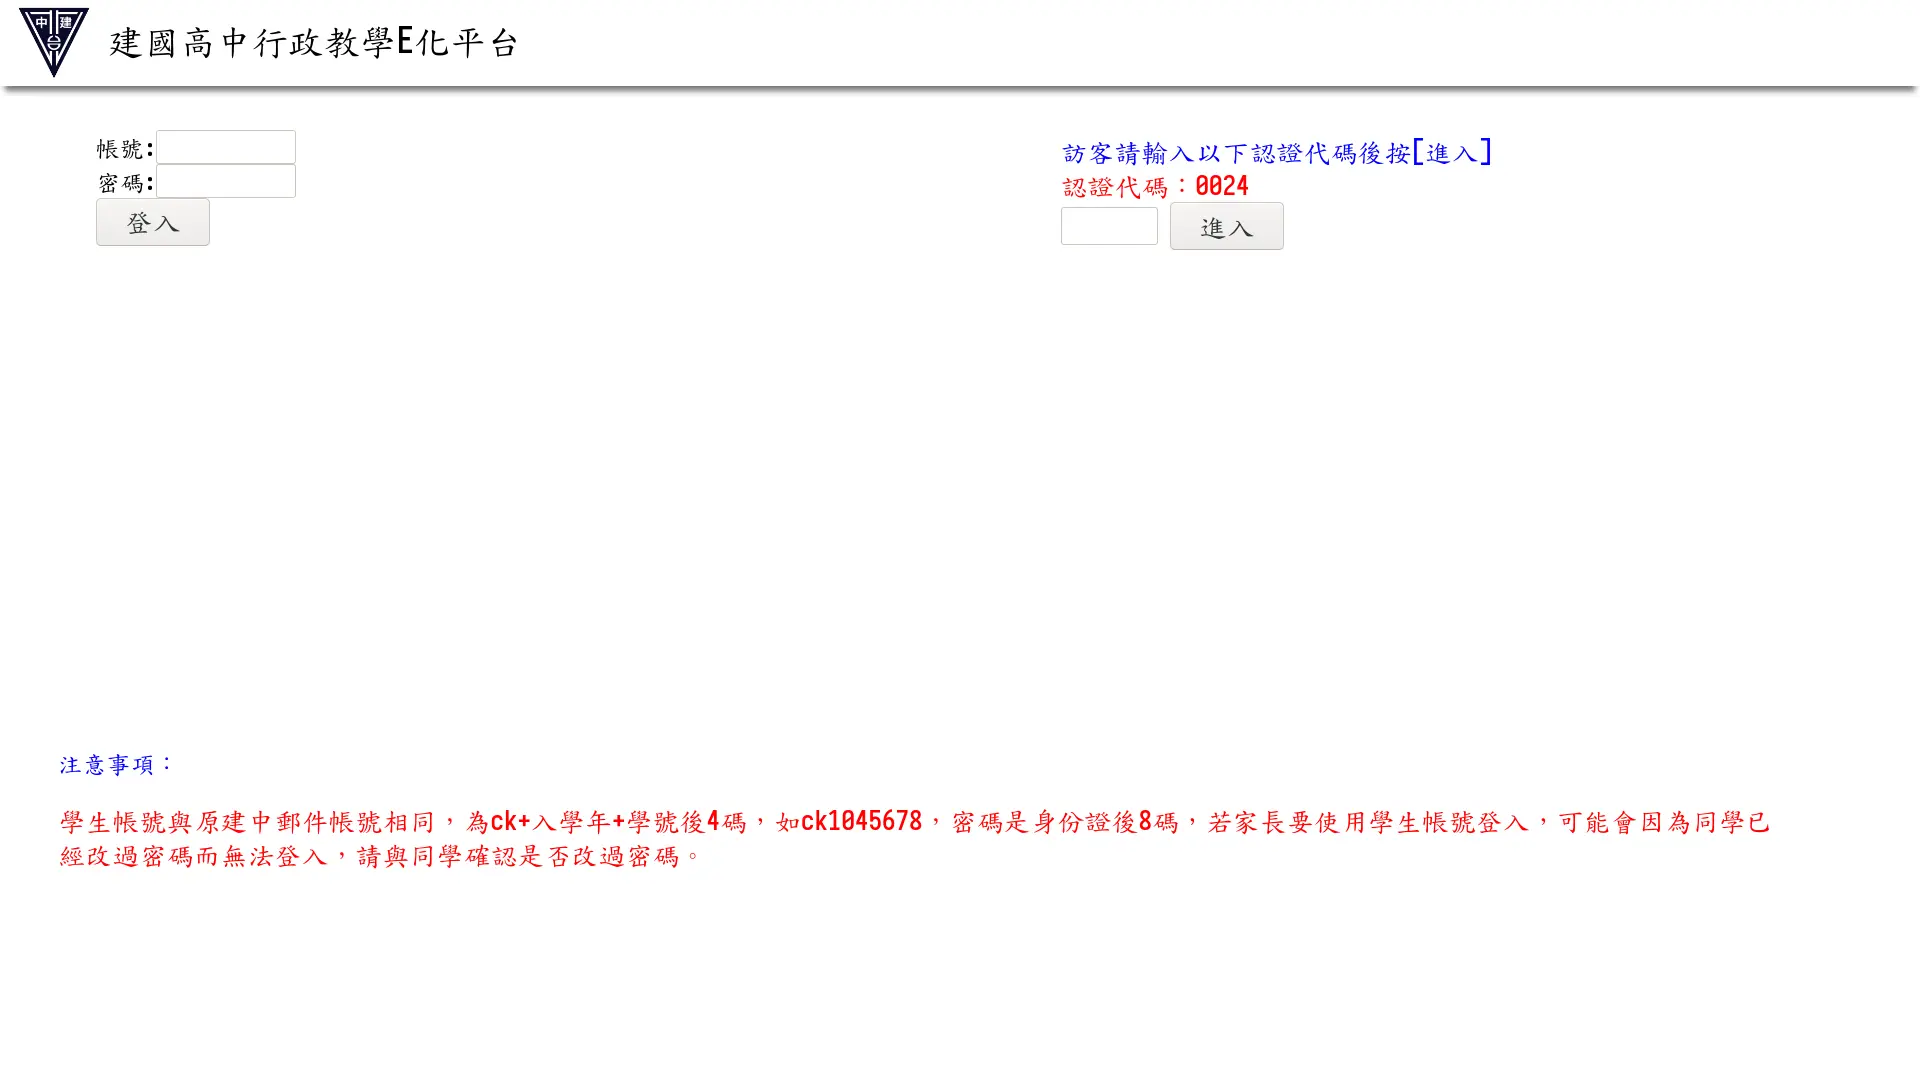 中建
台
建國高中行政教學E化平台
帳號:
密碼:
登入
訪客請輸入以下認證代碼後按[進入]
認證代碼：0024
進入
注意事項：
學生帳號與原建中郵件帳號相同，為ck+入學年+學號後4碼，如ck1045678，密碼是身份證後8碼，若家長要使用學生帳號登入，可能會因為同學已
經改過密碼而無法登入，請與同學確認是否改過密碼。